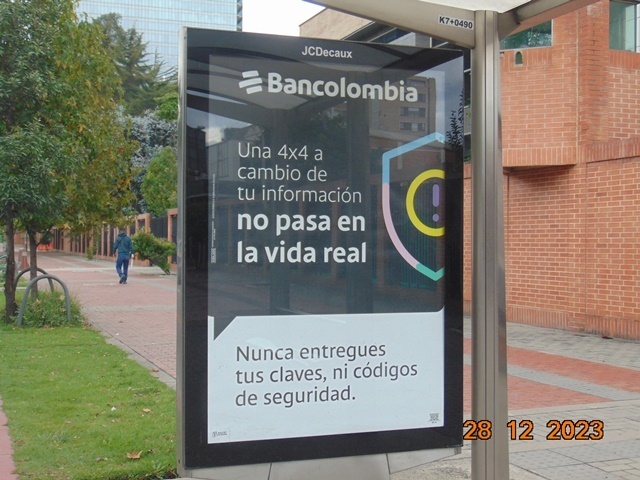 K7+0490
JCDecaux
Bancolombia
Una 4x4 a
cambio de
tu información
no pasa en
la vida real
Nunca entregues
tus claves, ni códigos
de seguridad.
28 12 2023